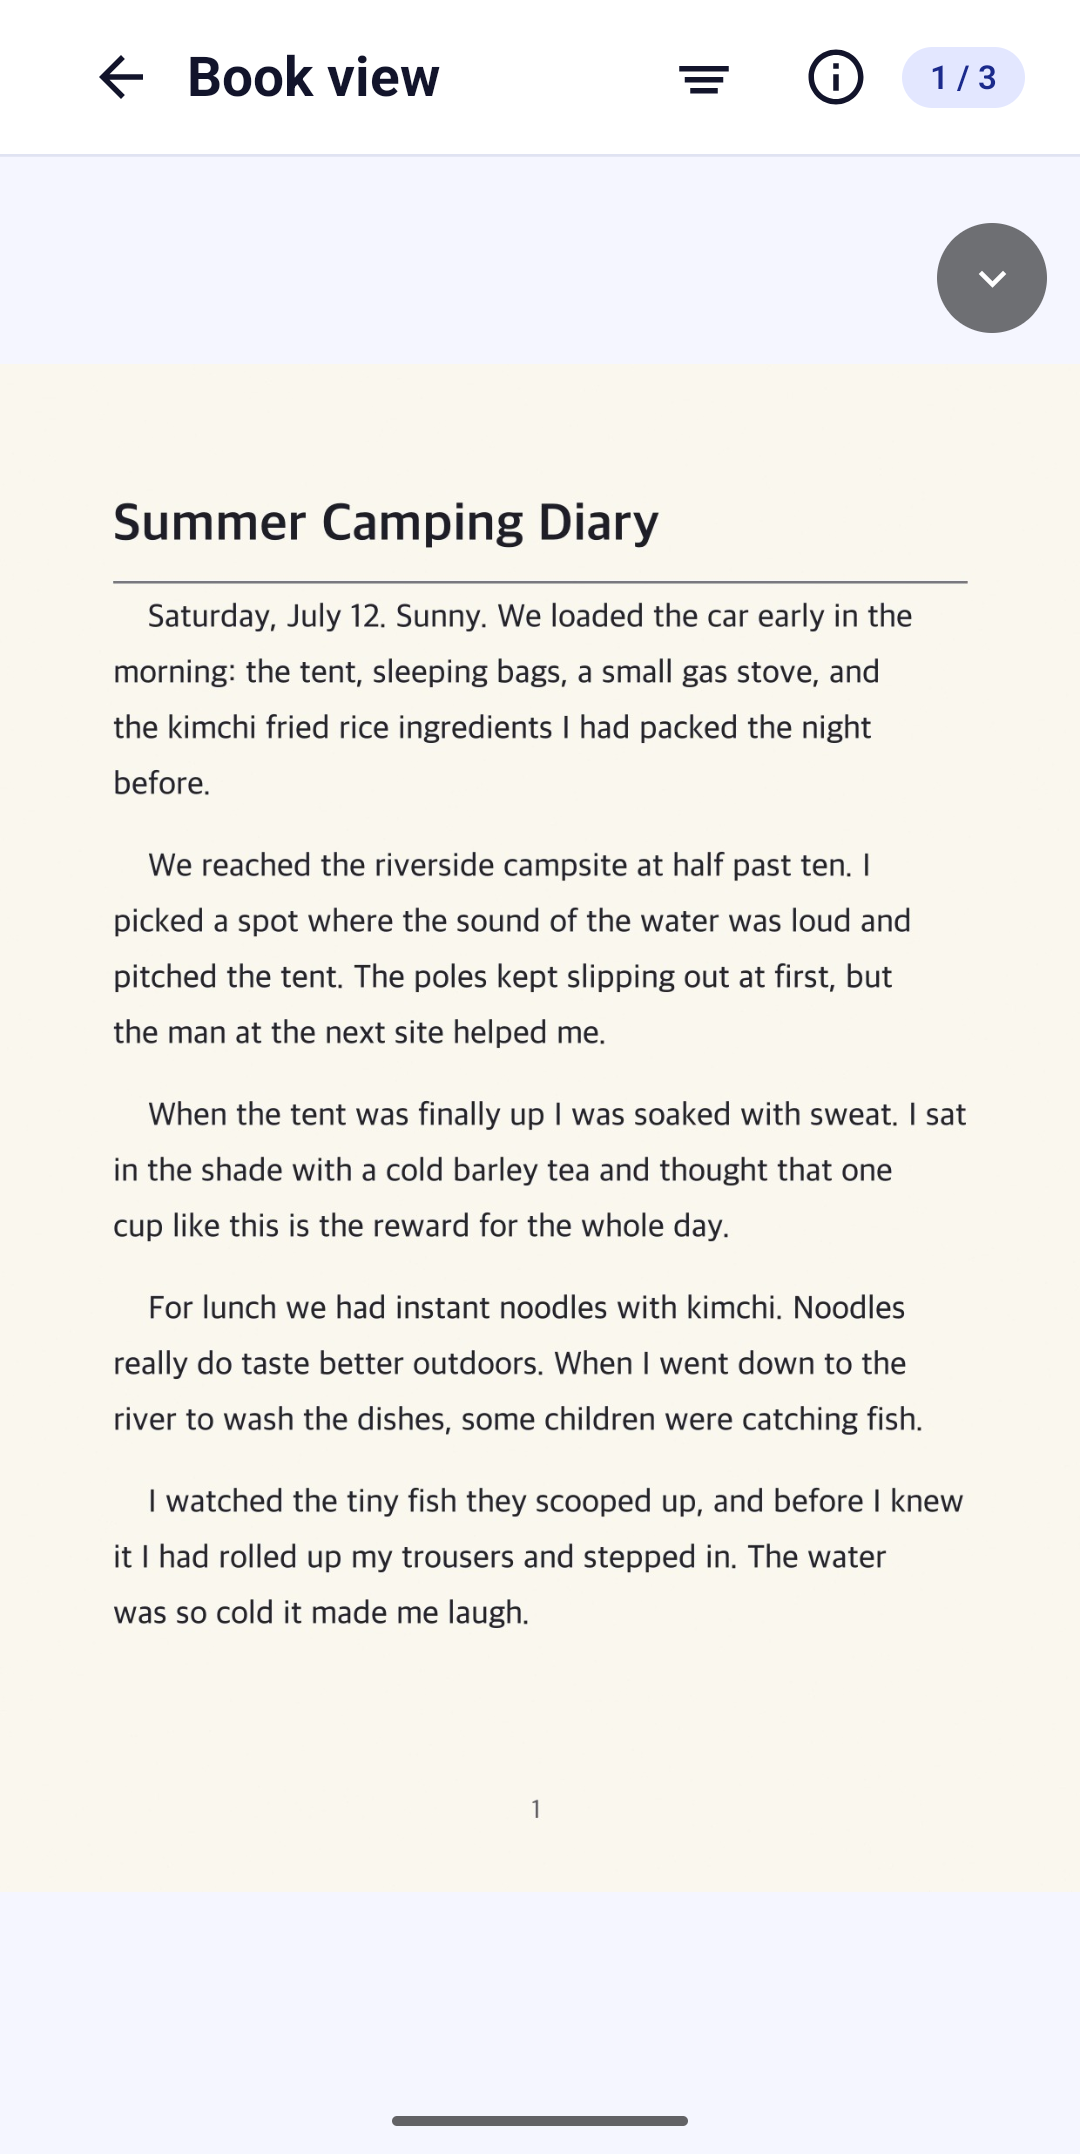 Book view
1 / 3
Summer Camping Diary
Saturday, July 12. Sunny. We loaded the car early in the
morning: the tent, sleeping bags, a small gas stove, and
the kimchi fried rice ingredients I had packed the night
before.
We reached the riverside campsite at half past ten. I
picked a spot where the sound of the water was loud and
pitched the tent. The poles kept slipping out at first, but
the man at the next site helped me.
When the tent was finally up I was soaked with sweat. I sat
in the shade with a cold barley tea and thought that one
cup like this is the reward for the whole day.
For lunch we had instant noodles with kimchi. Noodles
really do taste better outdoors. When I went down to the
river to wash the dishes, some children were catching fish.
I watched the tiny fish they scooped up, and before I knew
it I had rolled up my trousers and stepped in. The water
was so cold it made me laugh.
1